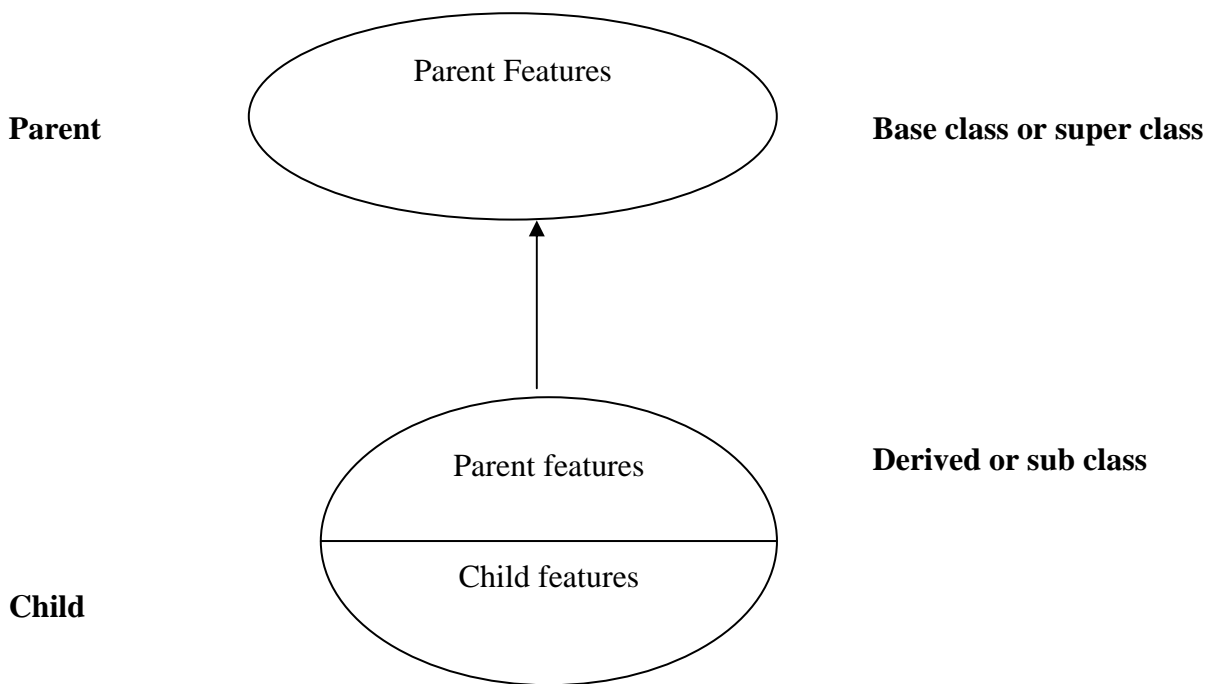 Parent Features
Parent
Base class or super class
Parent features
Derived or sub class
Child features
Child